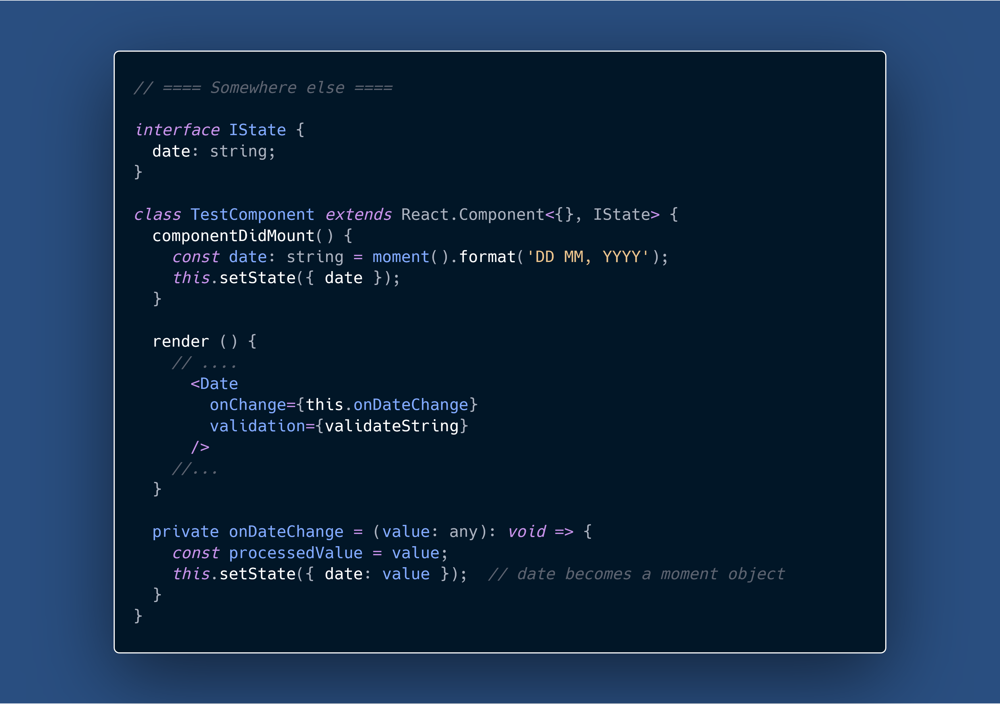 // ==== Somewhere else ====
interface IState {
  date: string;
}
class TestComponent extends React.Component<{}, IState> {
  componentDidMount() {
    const date: string = moment().format('DD MM, YYYY');
    this.setState({ date });
  }
  render () {
    // ....
      <Date
        onChange={this.onDateChange}
        validation={validateString}
      />
    //...
  }
  private onDateChange = (value: any): void => {
    const processedValue = value;
    this.setState({ date: value });  // date becomes a moment object
  }
}